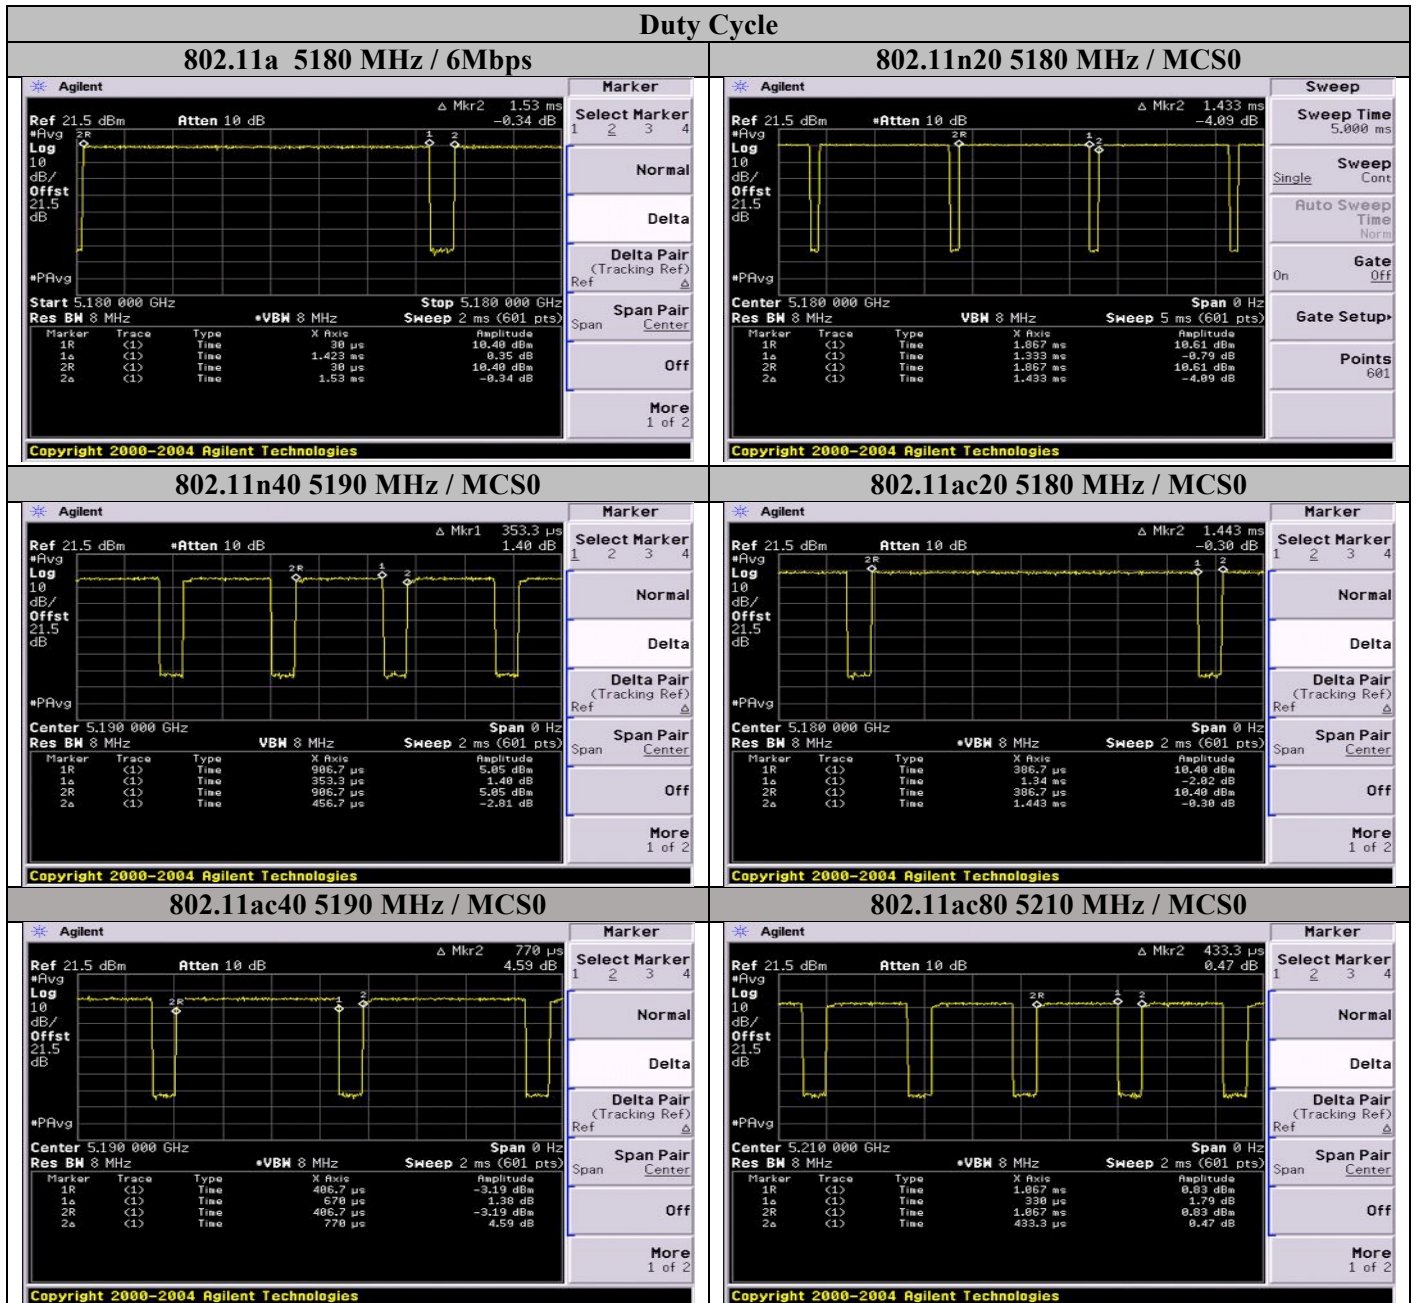 Duty Cycle
802.11a 5180 MHz / 6Mbps
802.11n20 5180 MHz / MCS0
Agilent
Marker
Δ Mkr2 1.53 ms
Ref 21.5 dBm Atten 10 dB -0.34 dB
#Avg
Log
10
dB/
Offst
21.5
dB
#PAvg
2R
1
2
Start 5.180 000 GHz Stop 5.180 000 GHz
Res BW 8 MHz *VBW 8 MHz Sweep 2 ms (601 pts)
Marker Trace Type X Axis Amplitude
1R (1) Time 30 µs 10.40 dBm
1Δ (1) Time 1.423 ms 0.35 dB
2R (1) Time 30 µs 10.40 dBm
2Δ (1) Time 1.53 ms -0.34 dB
Select Marker
1 2 3 4
Normal
Delta
Delta Pair
(Tracking Ref)
Ref Δ
Span Pair
Span Center
Off
More
1 of 2
Copyright 2000-2004 Agilent Technologies
Agilent
Sweep
Δ Mkr2 1.433 ms
Ref 21.5 dBm #Atten 10 dB -4.09 dB
#Avg
Log
10
dB/
Offst
21.5
dB
#PAvg
2R
1
2
Center 5.180 000 GHz Span 0 Hz
Res BW 8 MHz VBW 8 MHz Sweep 5 ms (601 pts)
Marker Trace Type X Axis Amplitude
1R (1) Time 1.867 ms 10.61 dBm
1Δ (1) Time 1.333 ms -0.79 dB
2R (1) Time 1.867 ms 10.61 dBm
2Δ (1) Time 1.433 ms -4.09 dB
Sweep Time
5.000 ms
Sweep
Single Cont
Auto Sweep
Time
Norm
Gate
On Off
Gate Setup▸
Points
601
Copyright 2000-2004 Agilent Technologies
802.11n40 5190 MHz / MCS0
802.11ac20 5180 MHz / MCS0
Agilent
Marker
Δ Mkr1 353.3 µs
Ref 21.5 dBm #Atten 10 dB 1.40 dB
#Avg
Log
10
dB/
Offst
21.5
dB
#PAvg
2R
1
2
Center 5.190 000 GHz Span 0 Hz
Res BW 8 MHz VBW 8 MHz Sweep 2 ms (601 pts)
Marker Trace Type X Axis Amplitude
1R (1) Time 906.7 µs 5.05 dBm
1Δ (1) Time 353.3 µs 1.40 dB
2R (1) Time 906.7 µs 5.05 dBm
2Δ (1) Time 456.7 µs -2.81 dB
Select Marker
1 2 3 4
Normal
Delta
Delta Pair
(Tracking Ref)
Ref Δ
Span Pair
Span Center
Off
More
1 of 2
Copyright 2000-2004 Agilent Technologies
Agilent
Marker
Δ Mkr2 1.443 ms
Ref 21.5 dBm Atten 10 dB -0.30 dB
#Avg
Log
10
dB/
Offst
21.5
dB
#PAvg
2R
1
2
Center 5.180 000 GHz Span 0 Hz
Res BW 8 MHz *VBW 8 MHz Sweep 2 ms (601 pts)
Marker Trace Type X Axis Amplitude
1R (1) Time 386.7 µs 10.40 dBm
1Δ (1) Time 1.34 ms -2.02 dB
2R (1) Time 386.7 µs 10.40 dBm
2Δ (1) Time 1.443 ms -0.30 dB
Select Marker
1 2 3 4
Normal
Delta
Delta Pair
(Tracking Ref)
Ref Δ
Span Pair
Span Center
Off
More
1 of 2
Copyright 2000-2004 Agilent Technologies
802.11ac40 5190 MHz / MCS0
802.11ac80 5210 MHz / MCS0
Agilent
Marker
Δ Mkr2 770 µs
Ref 21.5 dBm Atten 10 dB 4.59 dB
#Avg
Log
10
dB/
Offst
21.5
dB
#PAvg
2R
1
2
Center 5.190 000 GHz Span 0 Hz
Res BW 8 MHz *VBW 8 MHz Sweep 2 ms (601 pts)
Marker Trace Type X Axis Amplitude
1R (1) Time 406.7 µs -3.19 dBm
1Δ (1) Time 670 µs 1.38 dB
2R (1) Time 406.7 µs -3.19 dBm
2Δ (1) Time 770 µs 4.59 dB
Select Marker
1 2 3 4
Normal
Delta
Delta Pair
(Tracking Ref)
Ref Δ
Span Pair
Span Center
Off
More
1 of 2
Copyright 2000-2004 Agilent Technologies
Agilent
Marker
Δ Mkr2 433.3 µs
Ref 21.5 dBm Atten 10 dB 0.47 dB
#Avg
Log
10
dB/
Offst
21.5
dB
#PAvg
2R
1
2
Center 5.210 000 GHz Span 0 Hz
Res BW 8 MHz *VBW 8 MHz Sweep 2 ms (601 pts)
Marker Trace Type X Axis Amplitude
1R (1) Time 1.067 ms 0.83 dBm
1Δ (1) Time 330 µs 1.79 dB
2R (1) Time 1.067 ms 0.83 dBm
2Δ (1) Time 433.3 µs 0.47 dB
Select Marker
1 2 3 4
Normal
Delta
Delta Pair
(Tracking Ref)
Ref Δ
Span Pair
Span Center
Off
More
1 of 2
Copyright 2000-2004 Agilent Technologies